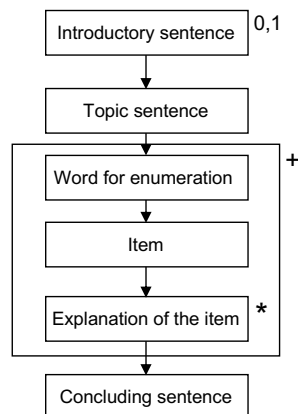 Introductory sentence 0,1
Topic sentence
+
Word for enumeration
Item
Explanation of the item *
Concluding sentence